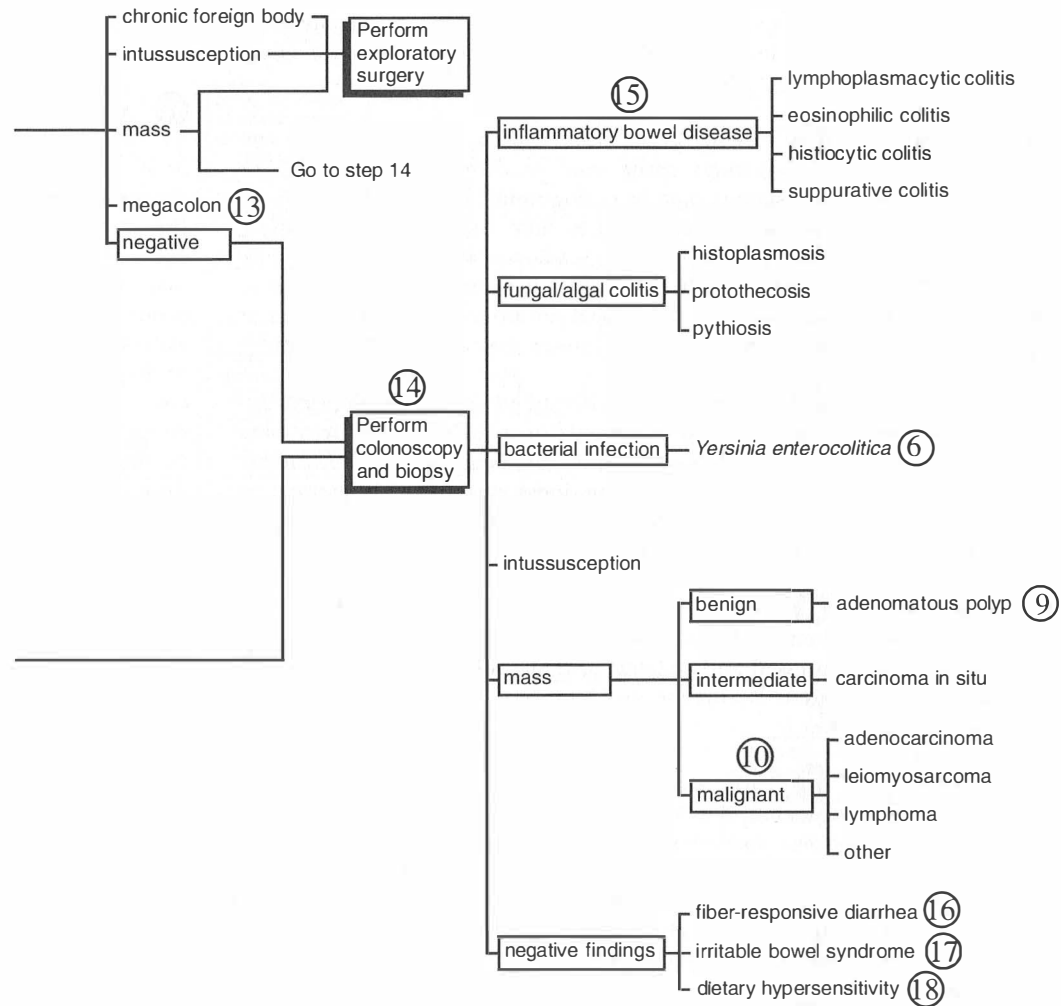 chronic foreign body
intussusception
mass
Go to step 14
megacolon 13
negative
Perform
exploratory
surgery
14
Perform
colonoscopy
and biopsy
15
inflammatory bowel disease
lymphoplasmacytic colitis
eosinophilic colitis
histiocytic colitis
suppurative colitis
fungal/algal colitis
histoplasmosis
protothecosis
pythiosis
bacterial infection
Yersinia enterocolitica 6
intussusception
mass
benign
adenomatous polyp 9
intermediate
carcinoma in situ
10
malignant
adenocarcinoma
leiomyosarcoma
lymphoma
other
negative findings
fiber-responsive diarrhea 16
irritable bowel syndrome 17
dietary hypersensitivity 18